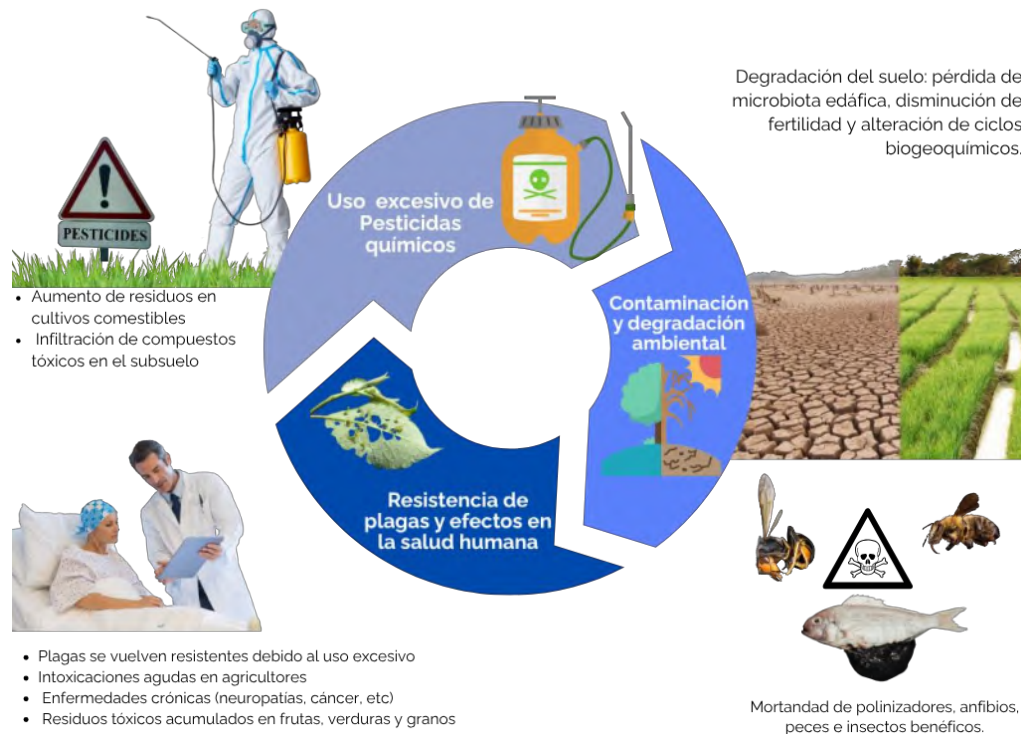 PESTICIDES
• Aumento de residuos en
cultivos comestibles
• Infiltración de compuestos
tóxicos en el subsuelo
Uso excesivo de
Pesticidas
químicos
Degradación del suelo: pérdida de
microbiota edáfica, disminución de
fertilidad y alteración de ciclos
biogeoquímicos.
Contaminación
y degradación
ambiental
Mortandad de polinizadores, anfibios,
peces e insectos benéficos.
Resistencia de
plagas y efectos en
la salud humana
• Plagas se vuelven resistentes debido al uso excesivo
• Intoxicaciones agudas en agricultores
• Enfermedades crónicas (neuropatías, cáncer, etc)
• Residuos tóxicos acumulados en frutas, verduras y granos